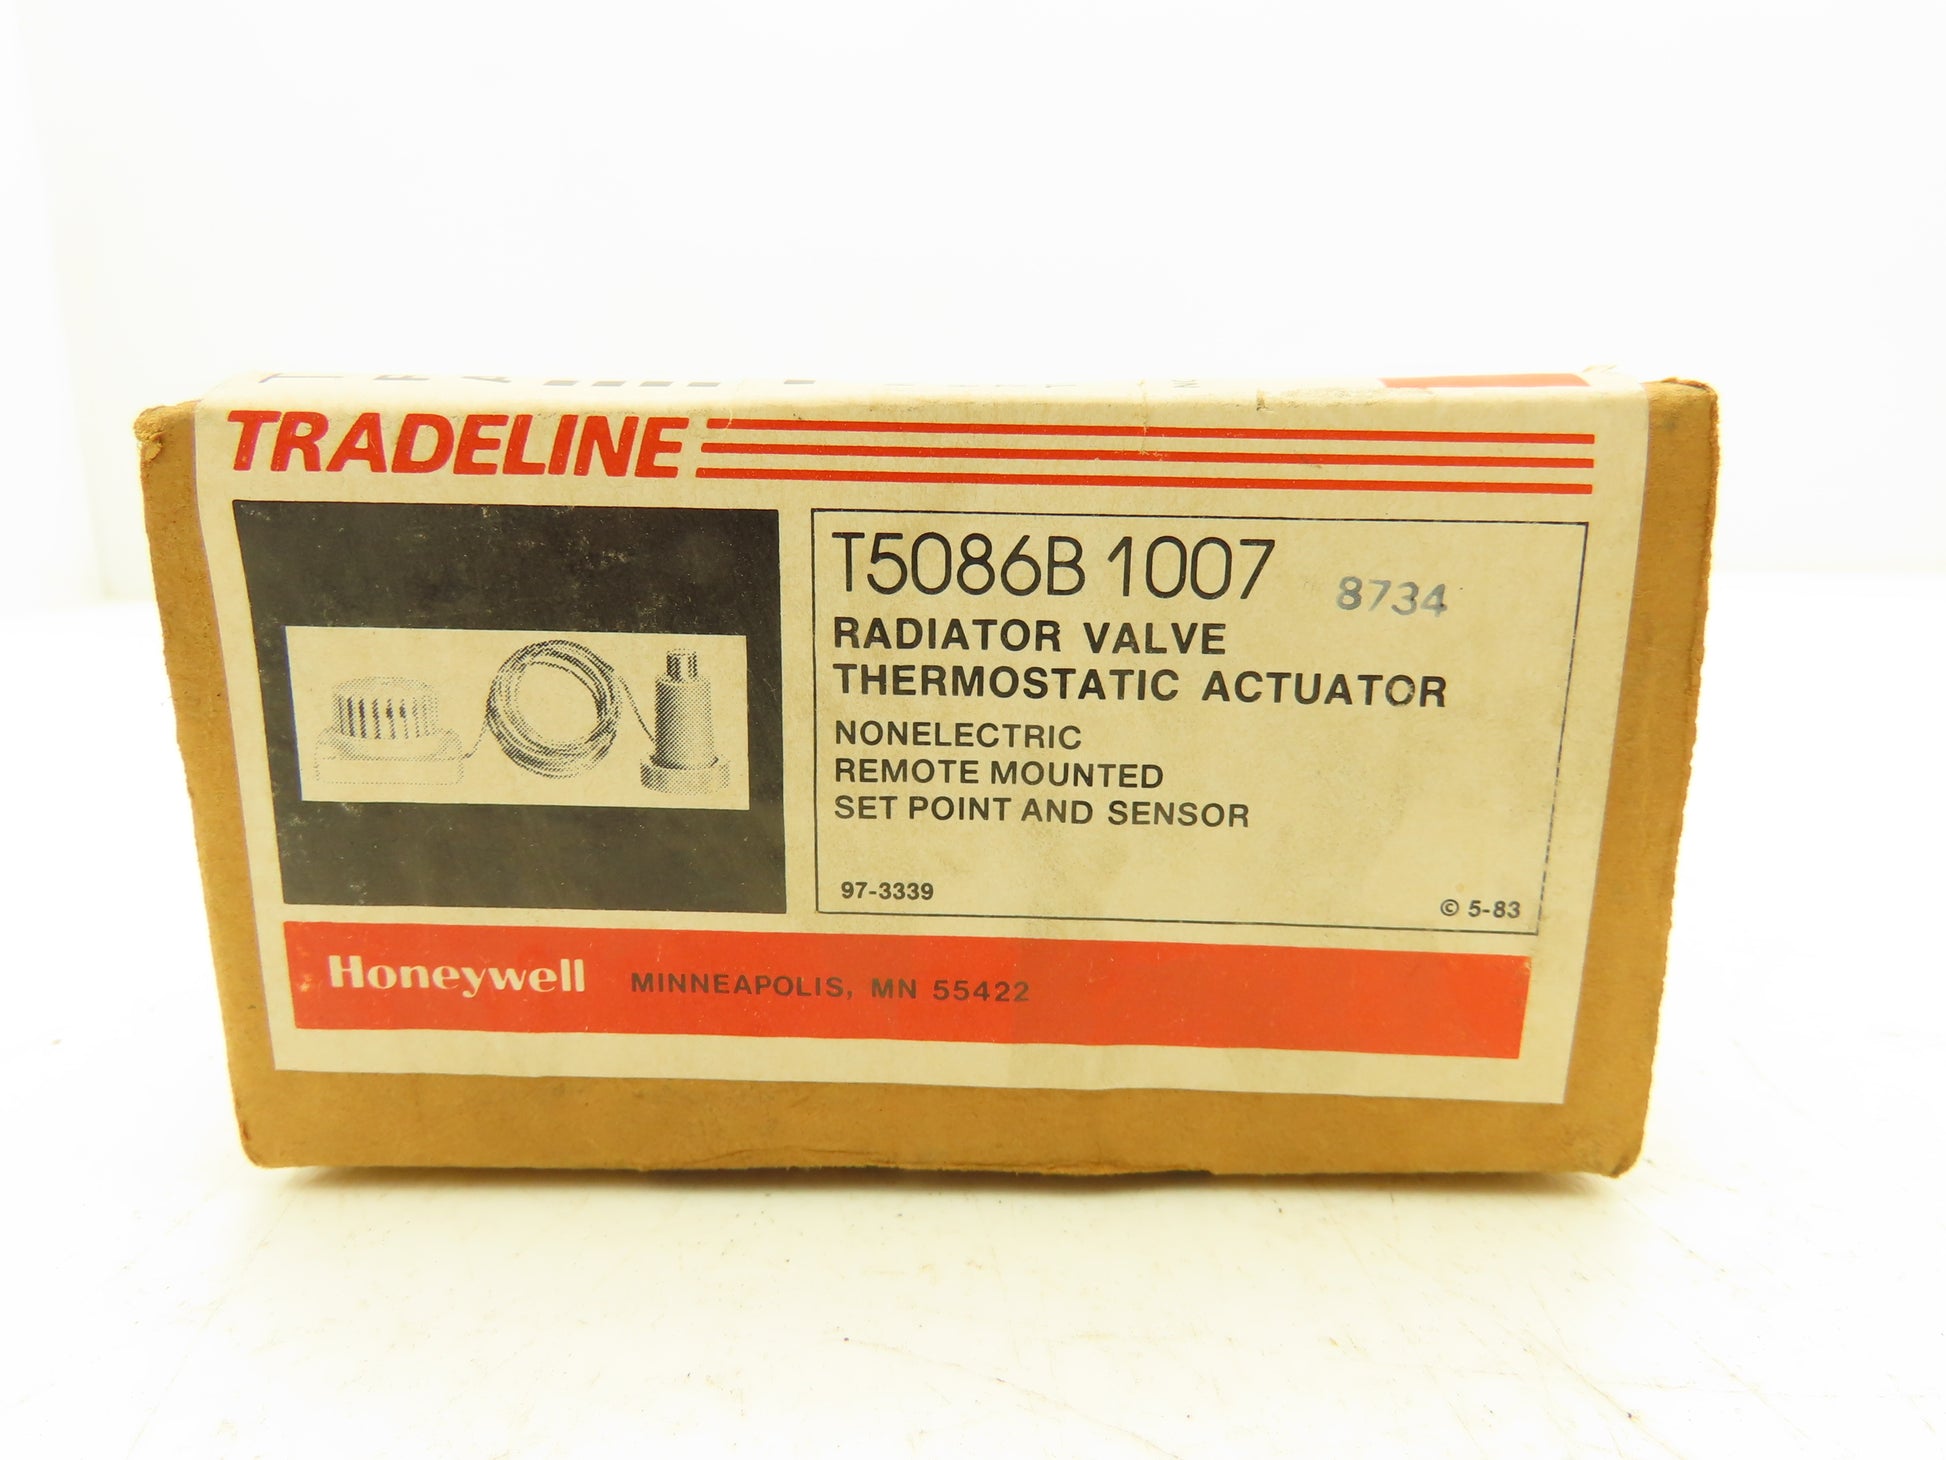 TRADELINE
T5086B 1007 8734
RADIATOR VALVE
THERMOSTATIC ACTUATOR
NONELECTRIC
REMOTE MOUNTED
SET POINT AND SENSOR
97-3339 © 5-83
Honeywell MINNEAPOLIS, MN 55422